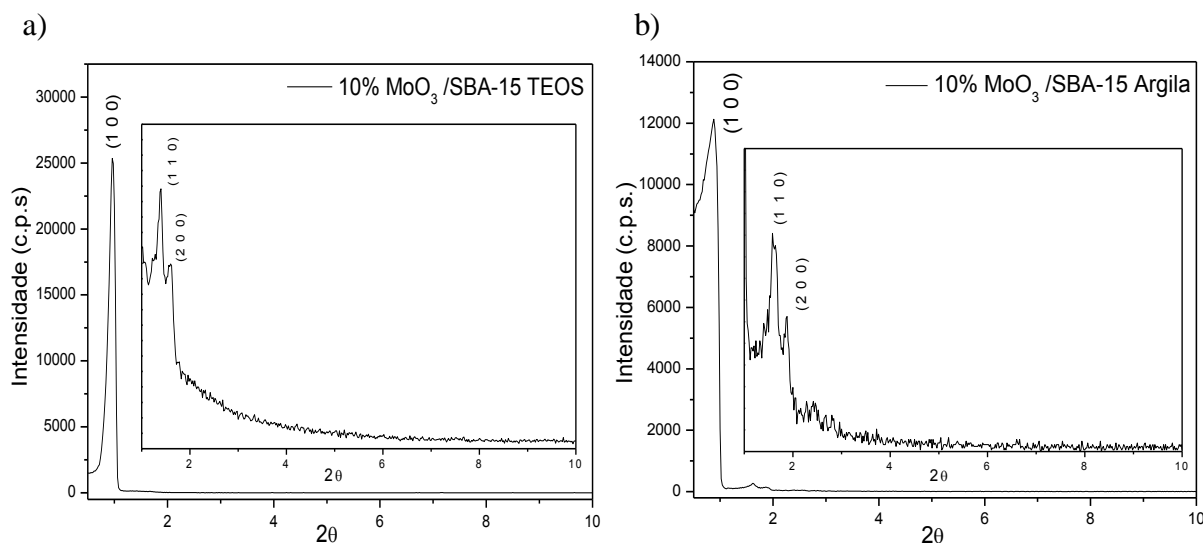 a)
10% MoO₃ /SBA-15 TEOS
(1 0 0)
(1 1 0)
(2 0 0)
30000
25000
20000
15000
10000
5000
0
Intensidade (c.p.s)
2 4 6 8 10
2θ
2 4 6 8 10
2θ
b)
10% MoO₃ /SBA-15 Argila
(1 0 0)
(1 1 0)
(2 0 0)
14000
12000
10000
8000
6000
4000
2000
0
Intensidade (c.p.s.)
2 4 6 8 10
2θ
2 4 6 8 10
2θ